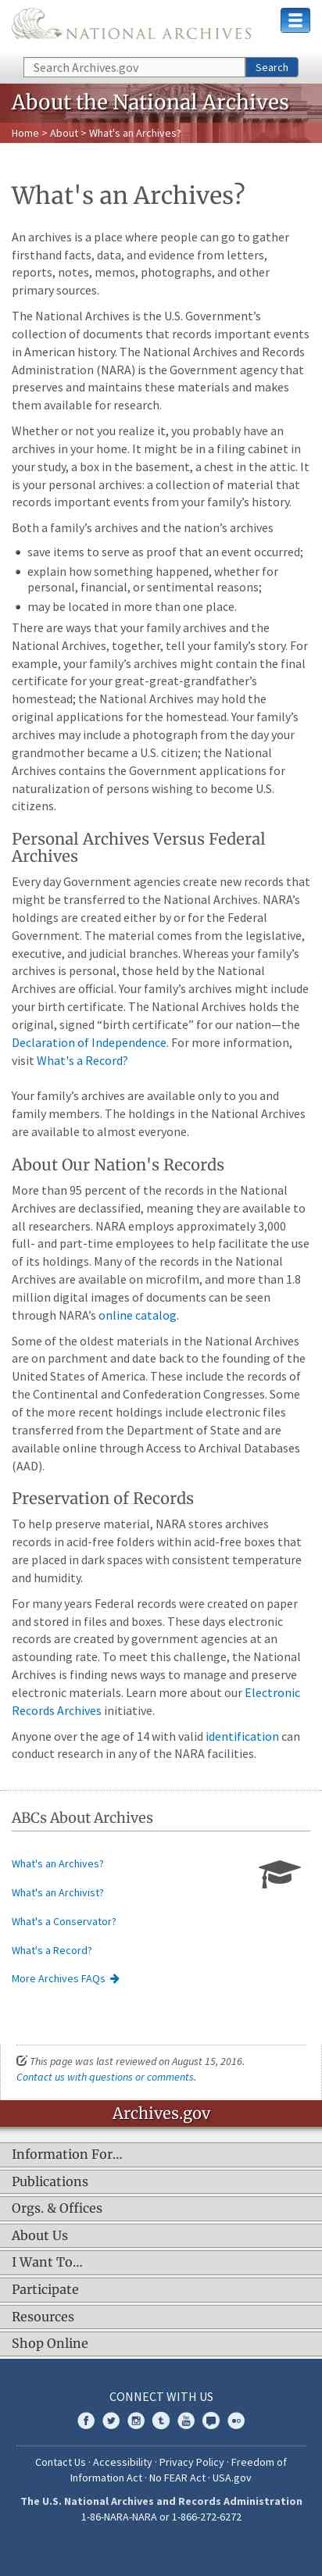 NATIONAL ARCHIVES
Search Archives.gov
Search
About the National Archives
Home > About > What's an Archives?
What's an Archives?
An archives is a place where people can go to gather
firsthand facts, data, and evidence from letters,
reports, notes, memos, photographs, and other
primary sources.
The National Archives is the U.S. Government’s
collection of documents that records important events
in American history. The National Archives and Records
Administration (NARA) is the Government agency that
preserves and maintains these materials and makes
them available for research.
Whether or not you realize it, you probably have an
archives in your home. It might be in a filing cabinet in
your study, a box in the basement, a chest in the attic. It
is your personal archives: a collection of material that
records important events from your family’s history.
Both a family’s archives and the nation’s archives
• save items to serve as proof that an event occurred;
• explain how something happened, whether for
personal, financial, or sentimental reasons;
• may be located in more than one place.
There are ways that your family archives and the
National Archives, together, tell your family’s story. For
example, your family’s archives might contain the final
certificate for your great-great-grandfather’s
homestead; the National Archives may hold the
original applications for the homestead. Your family’s
archives may include a photograph from the day your
grandmother became a U.S. citizen; the National
Archives contains the Government applications for
naturalization of persons wishing to become U.S.
citizens.
Personal Archives Versus Federal
Archives
Every day Government agencies create new records that
might be transferred to the National Archives. NARA’s
holdings are created either by or for the Federal
Government. The material comes from the legislative,
executive, and judicial branches. Whereas your family’s
archives is personal, those held by the National
Archives are official. Your family’s archives might include
your birth certificate. The National Archives holds the
original, signed “birth certificate” for our nation—the
Declaration of Independence. For more information,
visit What's a Record?
Your family’s archives are available only to you and
family members. The holdings in the National Archives
are available to almost everyone.
About Our Nation's Records
More than 95 percent of the records in the National
Archives are declassified, meaning they are available to
all researchers. NARA employs approximately 3,000
full- and part-time employees to help facilitate the use
of its holdings. Many of the records in the National
Archives are available on microfilm, and more than 1.8
million digital images of documents can be seen
through NARA’s online catalog.
Some of the oldest materials in the National Archives
are on parchment and date back to the founding of the
United States of America. These include the records of
the Continental and Confederation Congresses. Some
of the more recent holdings include electronic files
transferred from the Department of State and are
available online through Access to Archival Databases
(AAD).
Preservation of Records
To help preserve material, NARA stores archives
records in acid-free folders within acid-free boxes that
are placed in dark spaces with consistent temperature
and humidity.
For many years Federal records were created on paper
and stored in files and boxes. These days electronic
records are created by government agencies at an
astounding rate. To meet this challenge, the National
Archives is finding new ways to manage and preserve
electronic materials. Learn more about our Electronic
Records Archives initiative.
Anyone over the age of 14 with valid identification can
conduct research in any of the NARA facilities.
ABCs About Archives
What's an Archives?
What's an Archivist?
What's a Conservator?
What's a Record?
More Archives FAQs
This page was last reviewed on August 15, 2016.
Contact us with questions or comments.
Archives.gov
Information For…
Publications
Orgs. & Offices
About Us
I Want To…
Participate
Resources
Shop Online
CONNECT WITH US
Contact Us · Accessibility · Privacy Policy · Freedom of
Information Act · No FEAR Act · USA.gov
The U.S. National Archives and Records Administration
1-86-NARA-NARA or 1-866-272-6272